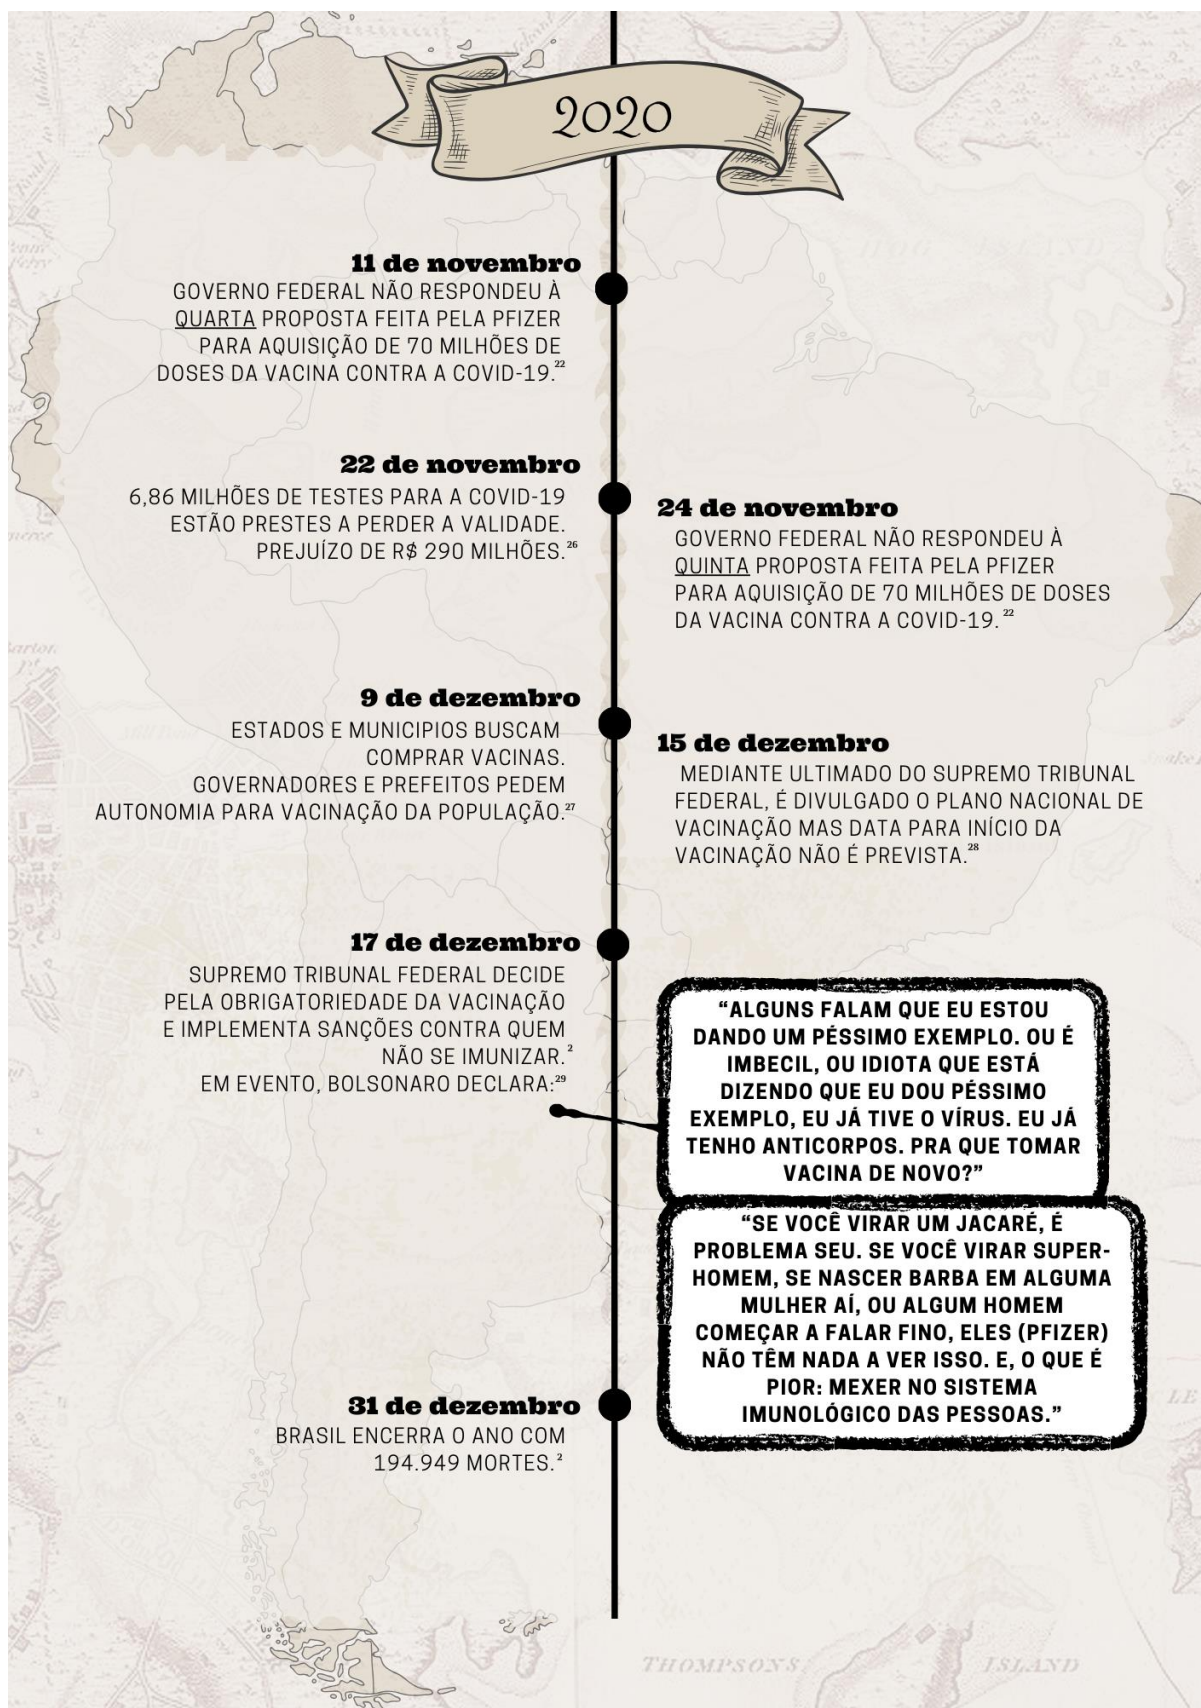 2020
11 de novembro
GOVERNO FEDERAL NÃO RESPONDEU À
QUARTA PROPOSTA FEITA PELA PFIZER
PARA AQUISIÇÃO DE 70 MILHÕES DE
DOSES DA VACINA CONTRA A COVID-19.²²
22 de novembro
6,86 MILHÕES DE TESTES PARA A COVID-19
ESTÃO PRESTES A PERDER A VALIDADE.
PREJUÍZO DE R$ 290 MILHÕES.²⁶
24 de novembro
GOVERNO FEDERAL NÃO RESPONDEU À
QUINTA PROPOSTA FEITA PELA PFIZER
PARA AQUISIÇÃO DE 70 MILHÕES DE DOSES
DA VACINA CONTRA A COVID-19. ²²
9 de dezembro
ESTADOS E MUNICIPIOS BUSCAM
COMPRAR VACINAS.
GOVERNADORES E PREFEITOS PEDEM
AUTONOMIA PARA VACINAÇÃO DA POPULAÇÃO.²⁷
15 de dezembro
MEDIANTE ULTIMADO DO SUPREMO TRIBUNAL
FEDERAL, É DIVULGADO O PLANO NACIONAL DE
VACINAÇÃO MAS DATA PARA INÍCIO DA
VACINAÇÃO NÃO É PREVISTA.²⁸
17 de dezembro
SUPREMO TRIBUNAL FEDERAL DECIDE
PELA OBRIGATORIEDADE DA VACINAÇÃO
E IMPLEMENTA SANÇÕES CONTRA QUEM
NÃO SE IMUNIZAR.²
EM EVENTO, BOLSONARO DECLARA:²⁹
“ALGUNS FALAM QUE EU ESTOU
DANDO UM PÉSSIMO EXEMPLO. OU É
IMBECIL, OU IDIOTA QUE ESTÁ
DIZENDO QUE EU DOU PÉSSIMO
EXEMPLO, EU JÁ TIVE O VÍRUS. EU JÁ
TENHO ANTICORPOS. PRA QUE TOMAR
VACINA DE NOVO?”
“SE VOCÊ VIRAR UM JACARÉ, É
PROBLEMA SEU. SE VOCÊ VIRAR SUPER-
HOMEM, SE NASCER BARBA EM ALGUMA
MULHER AÍ, OU ALGUM HOMEM
COMEÇAR A FALAR FINO, ELES (PFIZER)
NÃO TÊM NADA A VER ISSO. E, O QUE É
PIOR: MEXER NO SISTEMA
IMUNOLÓGICO DAS PESSOAS.”
31 de dezembro
BRASIL ENCERRA O ANO COM
194.949 MORTES.²
THOMPSONS ISLAND